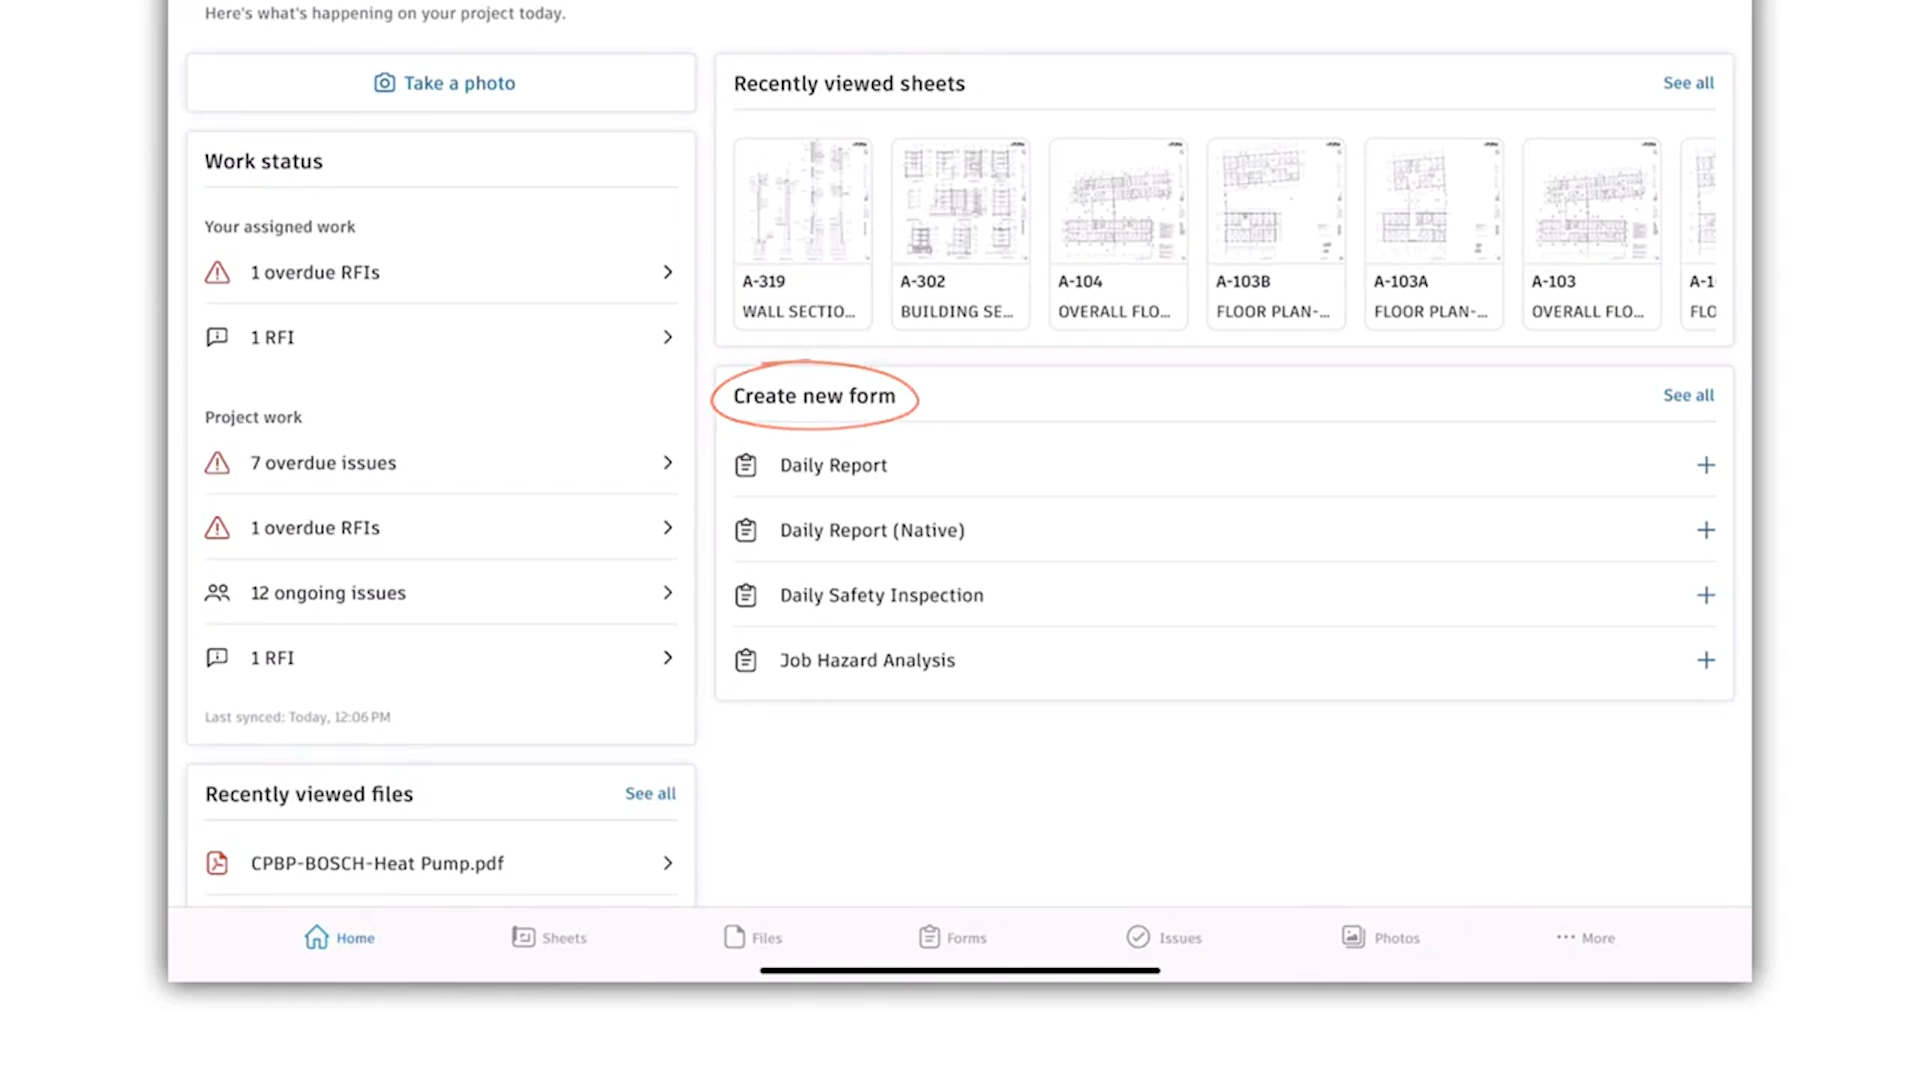 Here's what's happening on your project today.
Take a photo
Work status
Your assigned work
1 overdue RFIs
1 RFI
Project work
7 overdue issues
1 overdue RFIs
12 ongoing issues
1 RFI
Last synced: Today, 12:06 PM
Recently viewed files
See all
CPBP-BOSCH-Heat Pump.pdf
Recently viewed sheets
See all
A-319
WALL SECTIO...
A-302
BUILDING SE...
A-104
OVERALL FLO...
A-103B
FLOOR PLAN-...
A-103A
FLOOR PLAN-...
A-103
OVERALL FLO...
A-1
FLO
Create new form
See all
Daily Report
Daily Report (Native)
Daily Safety Inspection
Job Hazard Analysis
Home
Sheets
Files
Forms
Issues
Photos
More